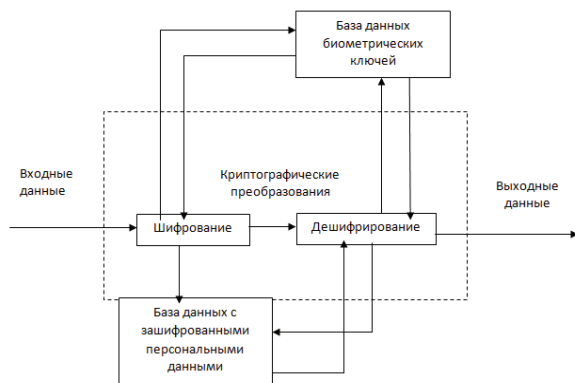 База данных
биометрических
ключей
Входные
данные
Криптографические
преобразования
Выходные
данные
Шифрование
Дешифрирование
База данных с
зашифрованными
персональными
данными